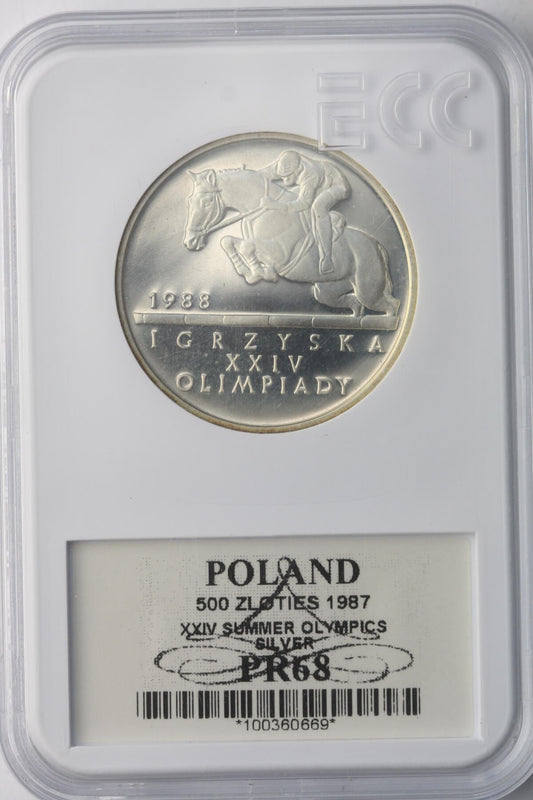 ECC
1988
IGRZYSKA
XXIV
OLIMPIADY
POLAND
500 ZLOTIES 1987
XXIV SUMMER OLYMPICS
SILVER
PR68
*100360669*